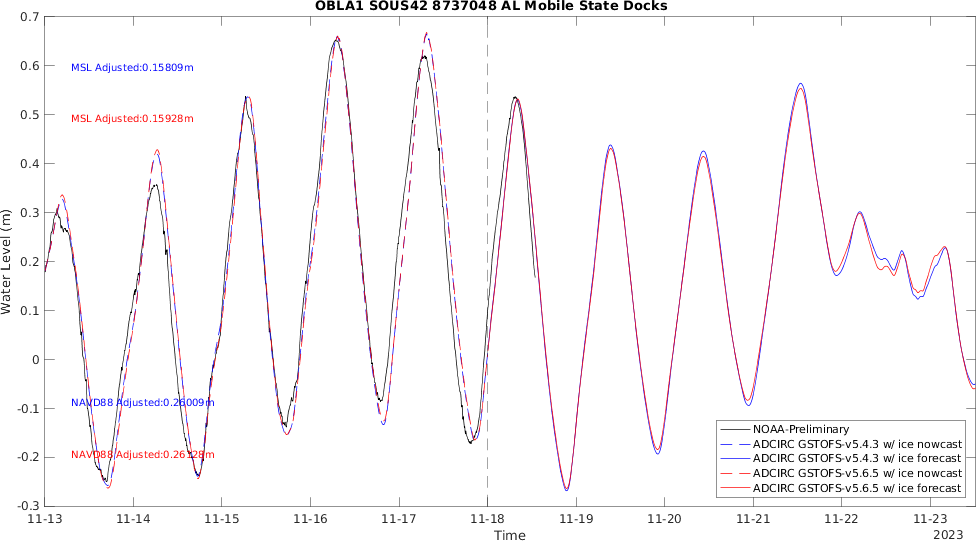 OBLA1 SOUS42 8737048 AL Mobile State Docks
0.7
0.6
0.5
0.4
0.3
0.2
0.1
0
-0.1
-0.2
-0.3
Water Level (m)
MSL Adjusted:0.15809m
MSL Adjusted:0.15928m
NAVD88 Adjusted:0.26009m
NAVD88 Adjusted:0.26128m
NOAA-Preliminary
ADCIRC GSTOFS-v5.4.3 w/ ice nowcast
ADCIRC GSTOFS-v5.4.3 w/ ice forecast
ADCIRC GSTOFS-v5.6.5 w/ ice nowcast
ADCIRC GSTOFS-v5.6.5 w/ ice forecast
11-13 11-14 11-15 11-16 11-17 11-18 11-19 11-20 11-21 11-22 11-23
Time
2023